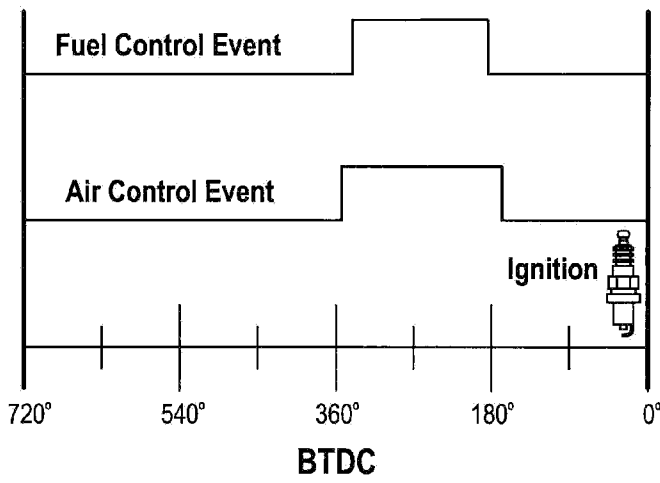 Fuel Control Event
Air Control Event
Ignition
720° 540° 360° 180° 0°
BTDC